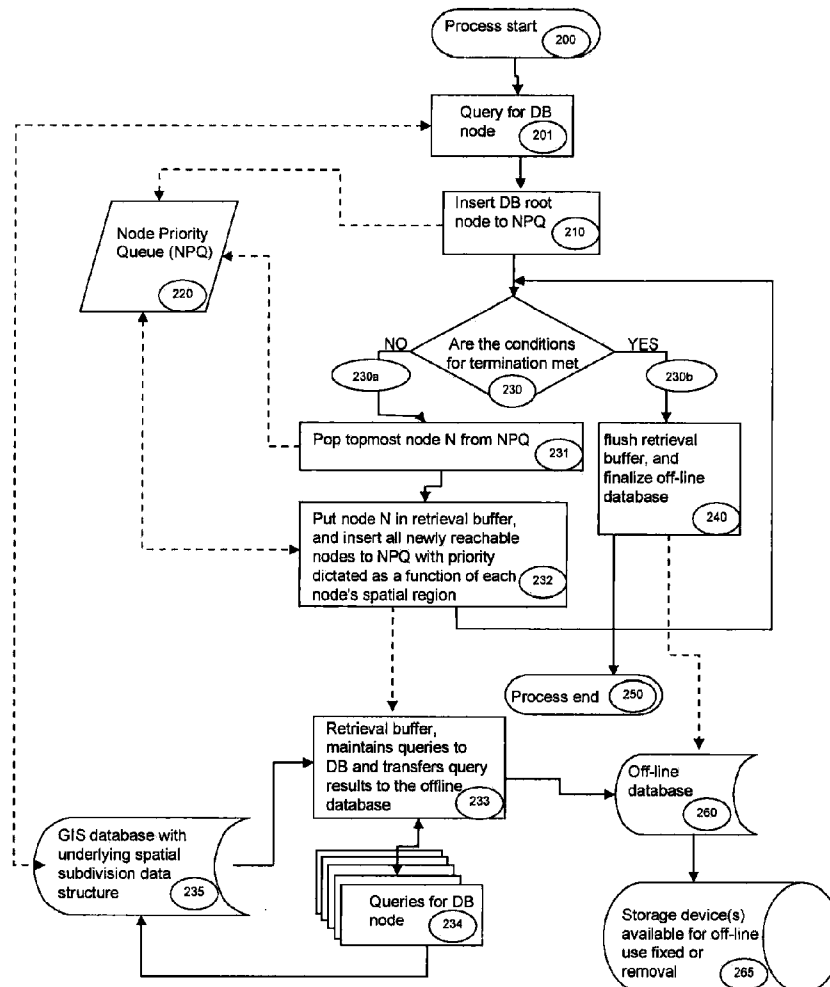 Process start
200
Query for DB
node
201
Insert DB root
node to NPQ
210
Node Priority
Queue (NPQ)
220
NO
YES
Are the conditions
for termination met
230
230a
230b
Pop topmost node N from NPQ
231
flush retrieval
buffer, and
finalize off-line
database
240
Put node N in retrieval buffer,
and insert all newly reachable
nodes to NPQ with priority
dictated as a function of each
node's spatial region
232
Process end
250
Retrieval buffer,
maintains queries to
DB and transfers query
results to the offline
database
233
Off-line
database
260
GIS database with
underlying spatial
subdivision data
structure
235
Queries for DB
node
234
Storage device(s)
available for off-line
use fixed or
removal
265